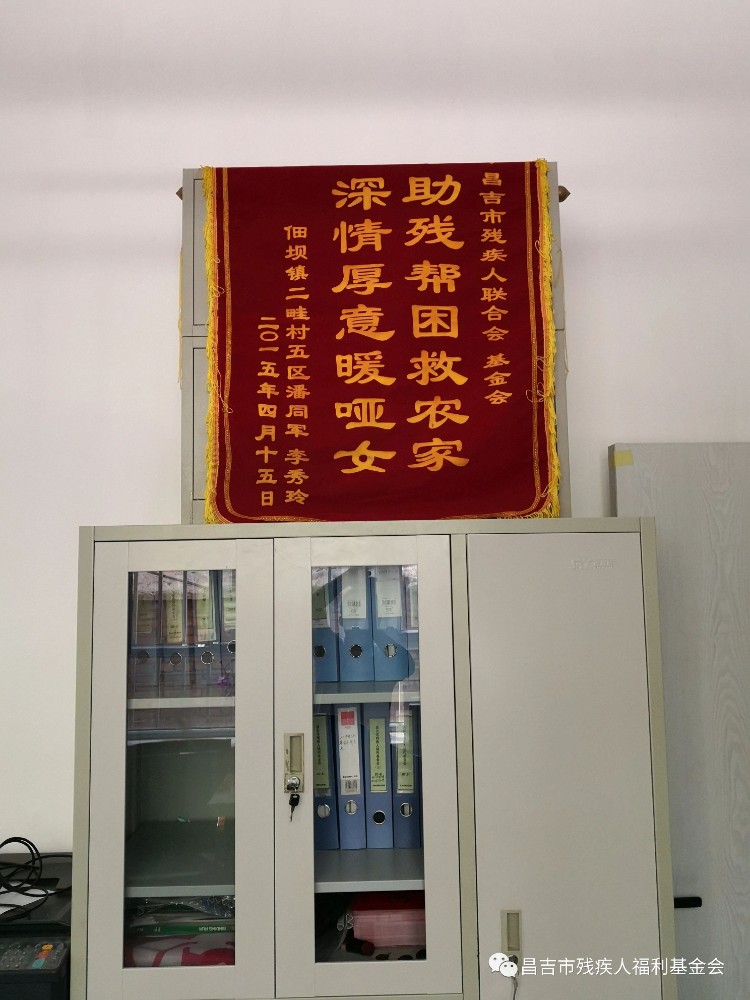 昌吉市残疾人联合会 基金会
助残帮困救农家
深情厚意暖哑女
佃坝镇二畦村五区潘同军 李秀玲
二〇一五年四月十五日
昌吉市残疾人福利基金会